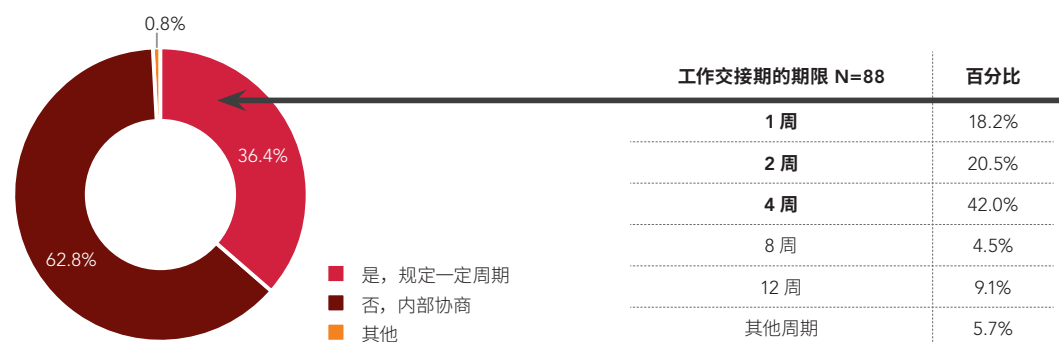 0.8%
36.4%
62.8%
是，规定一定周期
否，内部协商
其他
工作交接期的期限 N=88 百分比
1 周 18.2%
2 周 20.5%
4 周 42.0%
8 周 4.5%
12 周 9.1%
其他周期 5.7%